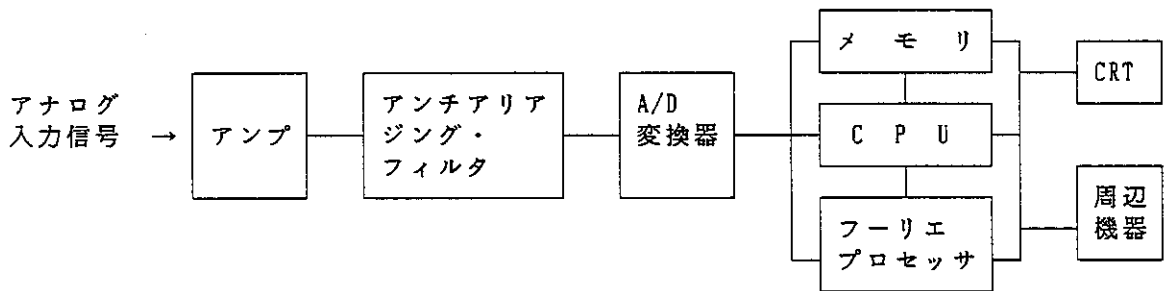 アナログ
入力信号 →
アンプ
アンチアリア
ジング・
フィルタ
A/D
変換器
メモリ
CPU
フーリエ
プロセッサ
CRT
周辺
機器